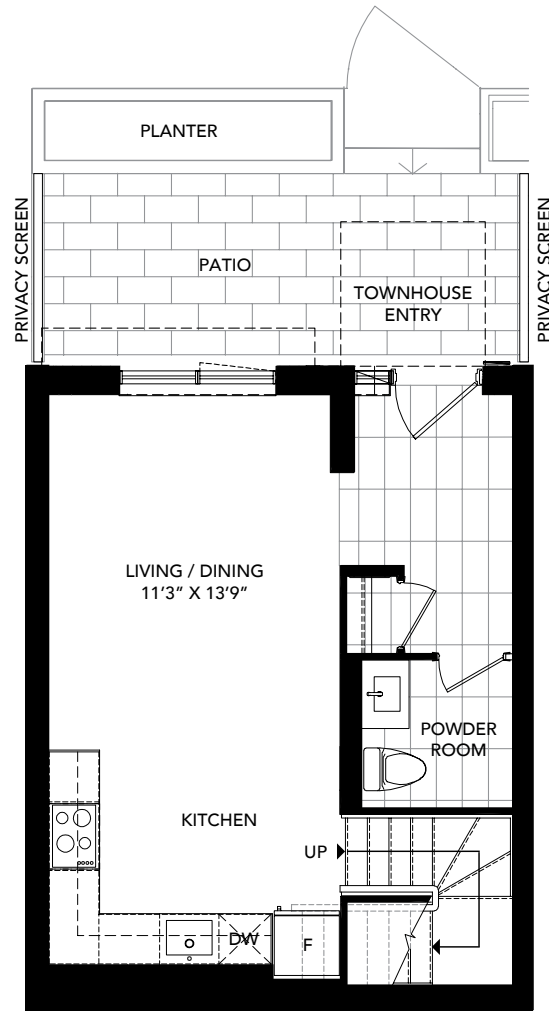 PLANTER
PRIVACY SCREEN
PRIVACY SCREEN
PATIO
TOWNHOUSE
ENTRY
LIVING / DINING
11'3" X 13'9"
POWDER
ROOM
KITCHEN
UP
DW
F